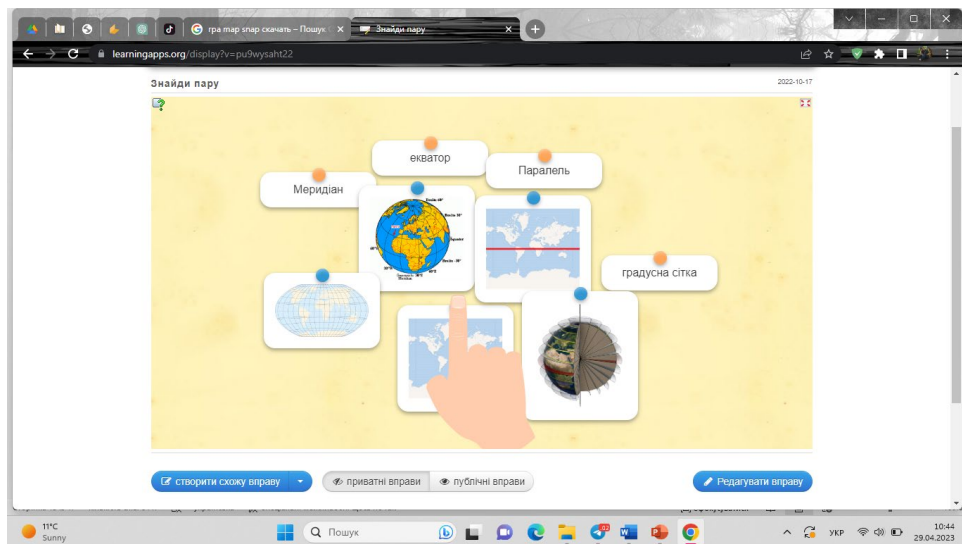 гра map snap скачать – Пошук
Знайди пару
learningapps.org/display?v=pu9wysaht22
Знайди пару
2022-10-17
екватор
Паралель
Меридіан
градусна сітка
створити схожу вправу
приватні вправи
публічні вправи
Редагувати вправу
11°C
Sunny
Пошук
82
УКР
10:44
29.04.2023